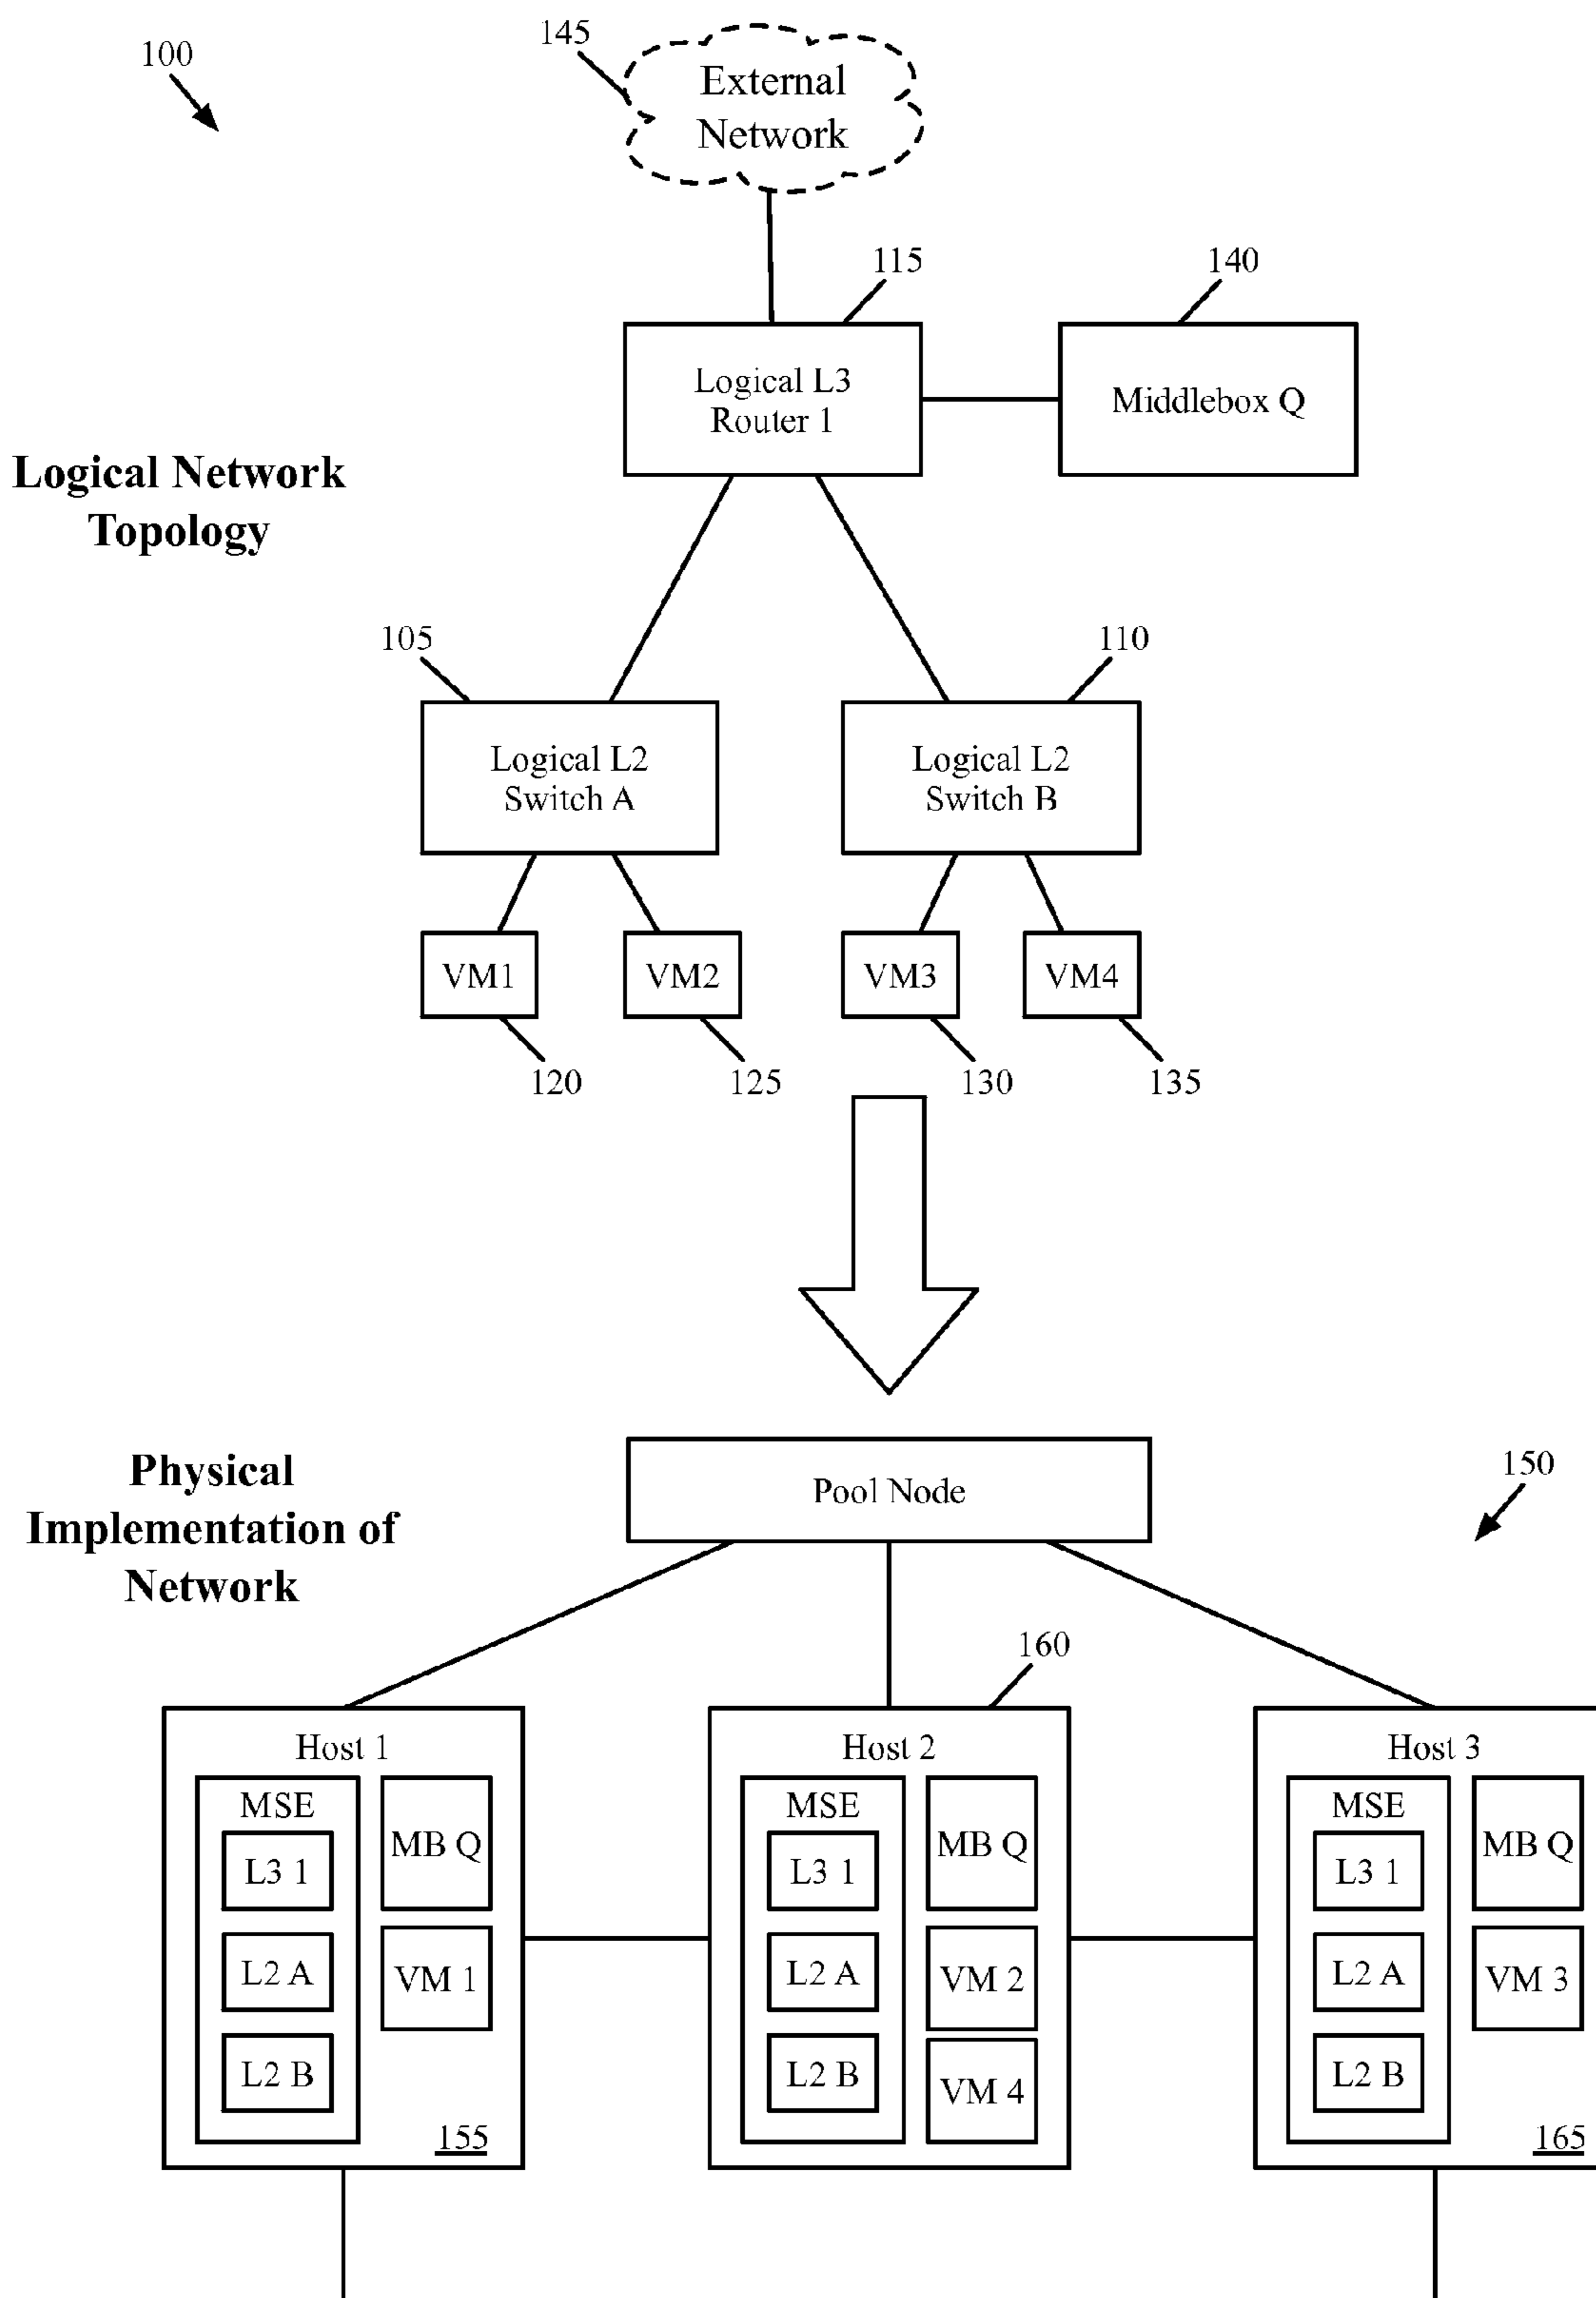 100
145
External
Network
115
140
Logical L3
Router 1
Middlebox Q
Logical Network
Topology
105
110
Logical L2
Switch A
Logical L2
Switch B
VM1
VM2
VM3
VM4
120
125
130
135
Physical
Implementation of
Network
Pool Node
150
160
Host 1
MSE
L3 1
L2 A
L2 B
MB Q
VM 1
155
Host 2
MSE
L3 1
L2 A
L2 B
MB Q
VM 2
VM 4
Host 3
MSE
L3 1
L2 A
L2 B
MB Q
VM 3
165